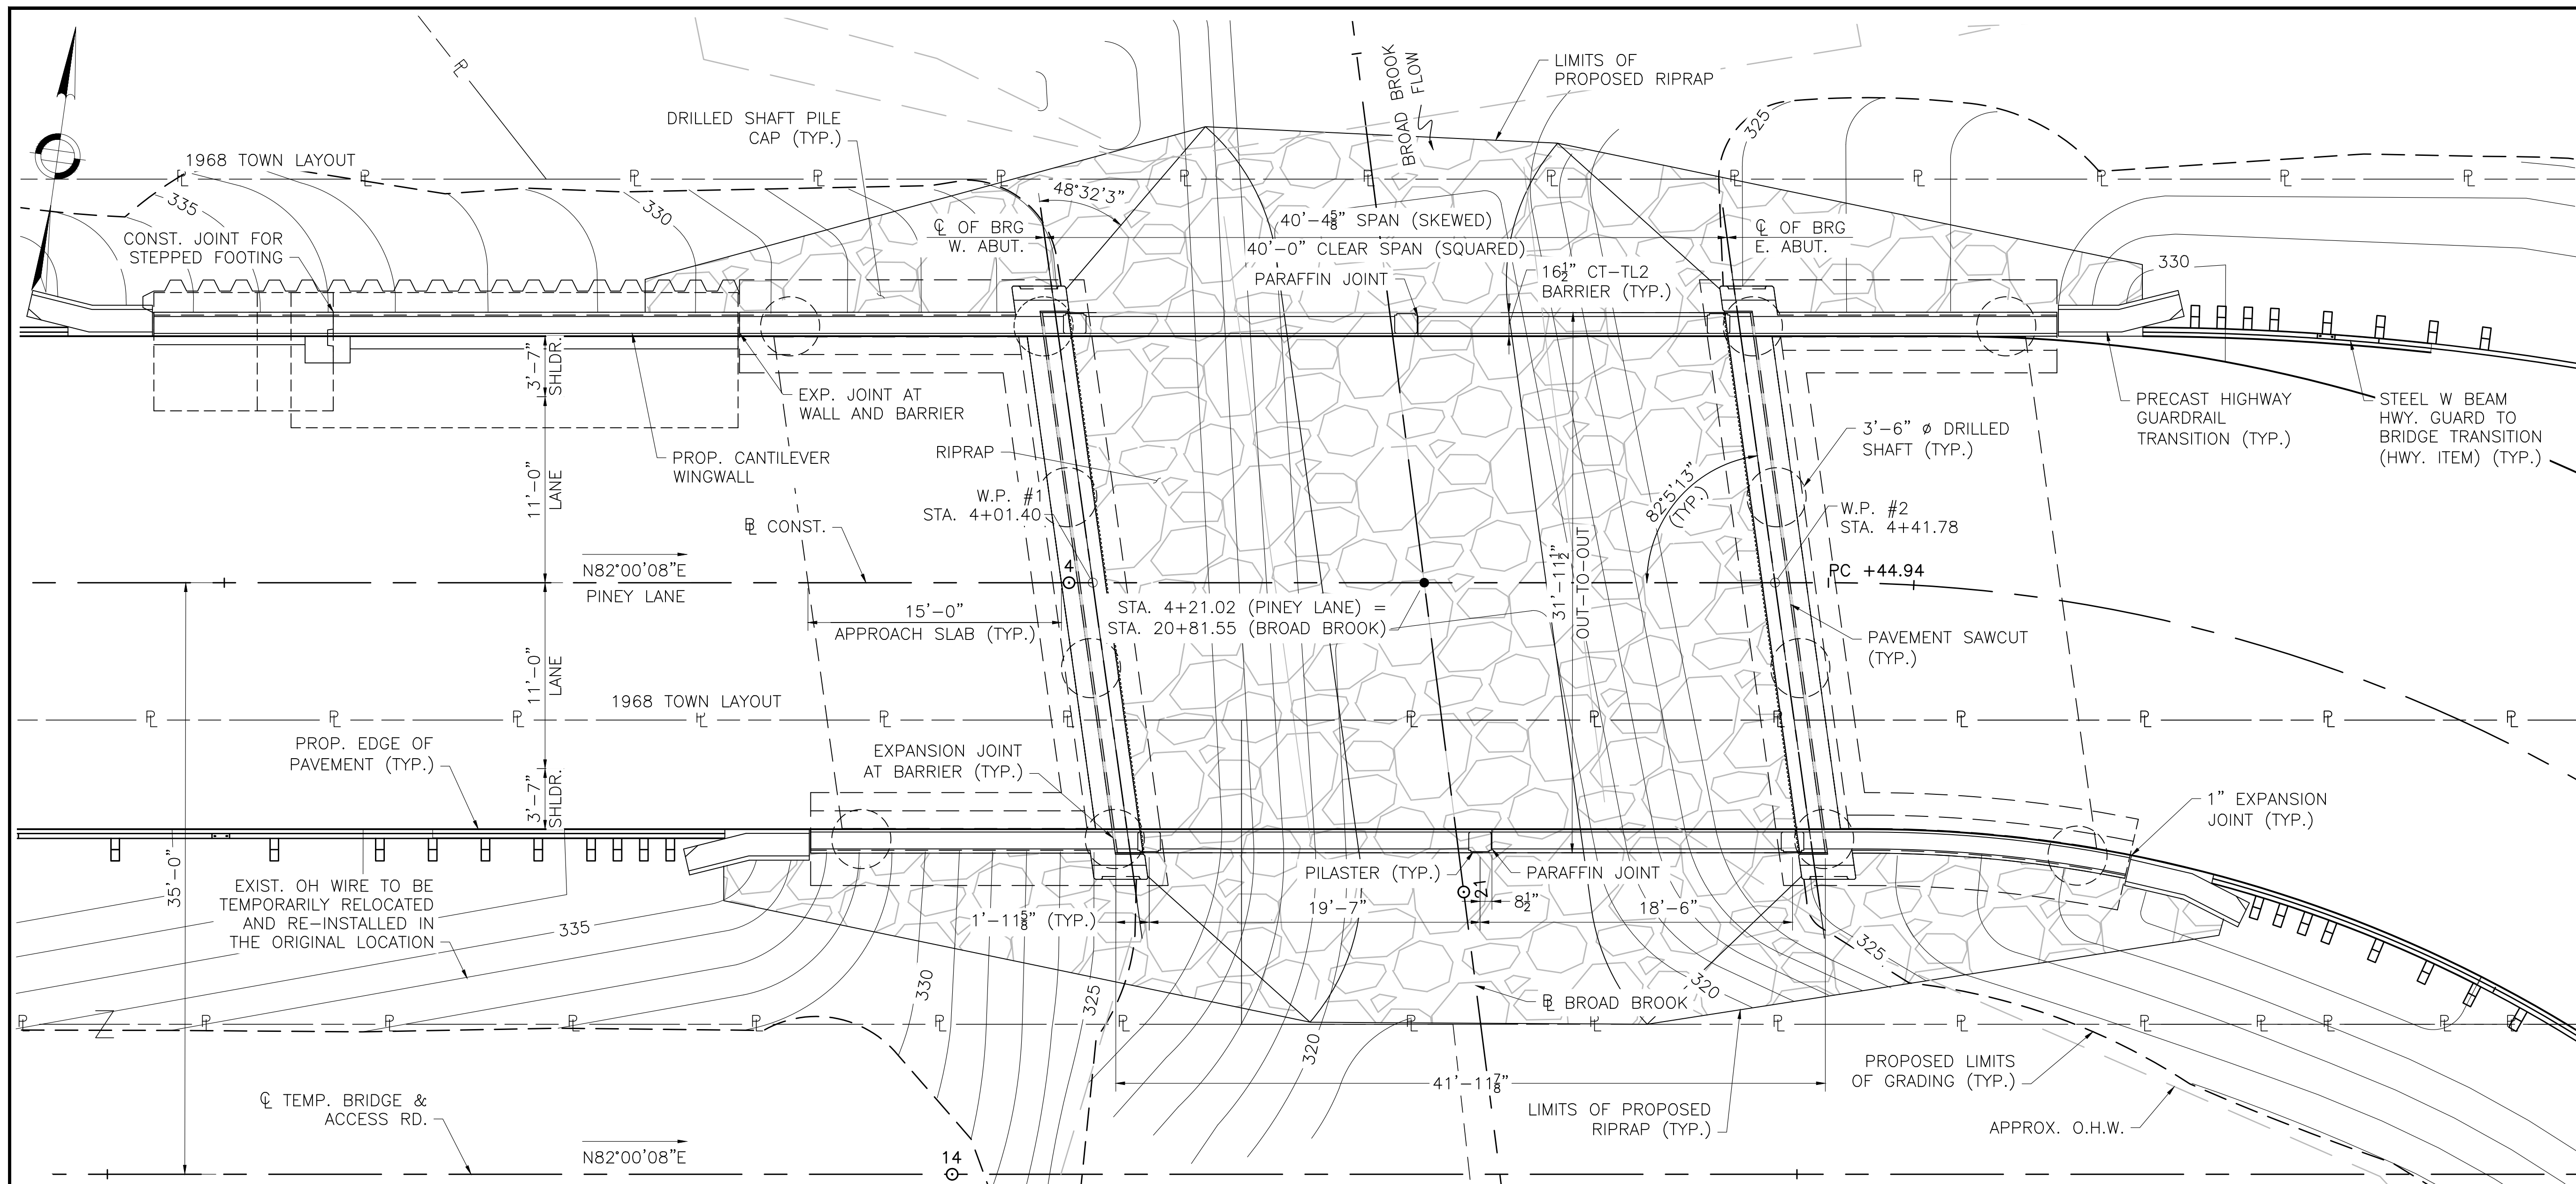 LIMITS OF
PROPOSED RIPRAP
BROAD BROOK
FLOW
℄ OF BRG
W. ABUT.
48°32'3"
40'-4⅝" SPAN (SKEWED)
40'-0" CLEAR SPAN (SQUARED)
PARAFFIN JOINT
16½" CT-TL2
BARRIER (TYP.)
℄ OF BRG
E. ABUT.
DRILLED SHAFT PILE
CAP (TYP.)
1968 TOWN LAYOUT
335
330
325
330
CONST. JOINT FOR
STEPPED FOOTING
3'-7"
SHLDR.
11'-0"
LANE
EXP. JOINT AT
WALL AND BARRIER
PROP. CANTILEVER
WINGWALL
RIPRAP
W.P. #1
STA. 4+01.40
3'-6" ø DRILLED
SHAFT (TYP.)
PRECAST HIGHWAY
GUARDRAIL
TRANSITION (TYP.)
STEEL W BEAM
HWY. GUARD TO
BRIDGE TRANSITION
(HWY. ITEM) (TYP.)
82°5'13"
(TYP.)
W.P. #2
STA. 4+41.78
BL CONST.
N82°00'08"E
PINEY LANE
4
PC +44.94
15'-0"
APPROACH SLAB (TYP.)
STA. 4+21.02 (PINEY LANE) =
STA. 20+81.55 (BROAD BROOK)
31'-11½"
OUT-TO-OUT
PAVEMENT SAWCUT
(TYP.)
11'-0"
LANE
3'-7"
SHLDR.
1968 TOWN LAYOUT
PROP. EDGE OF
PAVEMENT (TYP.)
EXPANSION JOINT
AT BARRIER (TYP.)
1" EXPANSION
JOINT (TYP.)
35'-0"
EXIST. OH WIRE TO BE
TEMPORARILY RELOCATED
AND RE-INSTALLED IN
THE ORIGINAL LOCATION
335
330
325
PILASTER (TYP.)
PARAFFIN JOINT
21
8½"
1'-11⅝" (TYP.)
19'-7"
18'-6"
325
320
320
BL BROAD BROOK
41'-11⅞"
PROPOSED LIMITS
OF GRADING (TYP.)
LIMITS OF PROPOSED
RIPRAP (TYP.)
APPROX. O.H.W.
℄ TEMP. BRIDGE &
ACCESS RD.
N82°00'08"E
14